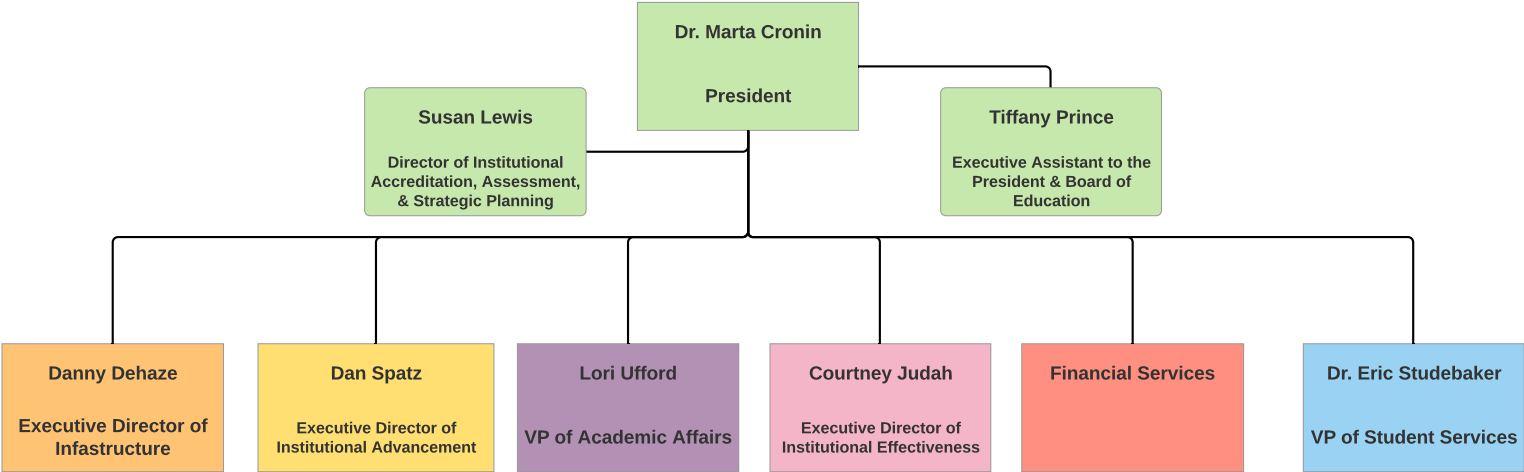 Dr. Marta Cronin
President
Susan Lewis
Director of Institutional
Accreditation, Assessment,
& Strategic Planning
Tiffany Prince
Executive Assistant to the
President & Board of
Education
Danny Dehaze
Executive Director of
Infastructure
Dan Spatz
Executive Director of
Institutional Advancement
Lori Ufford
VP of Academic Affairs
Courtney Judah
Executive Director of
Institutional Effectiveness
Financial Services
Dr. Eric Studebaker
VP of Student Services